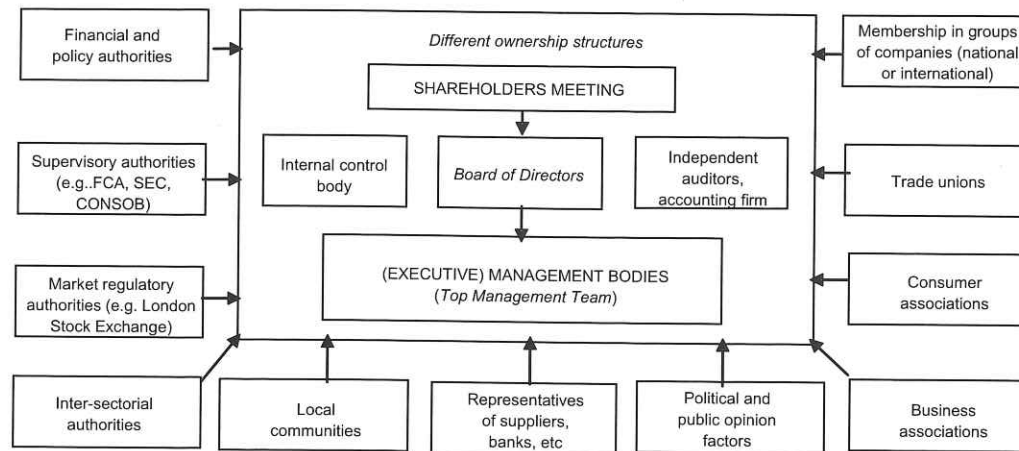 Financial and
policy authorities
Different ownership structures
Membership in groups
of companies (national
or international)
SHAREHOLDERS MEETING
Supervisory authorities
(e.g..FCA, SEC,
CONSOB)
Internal control
body
Board of Directors
Independent
auditors,
accounting firm
Trade unions
Market regulatory
authorities (e.g. London
Stock Exchange)
(EXECUTIVE) MANAGEMENT BODIES
(Top Management Team)
Consumer
associations
Inter-sectorial
authorities
Local
communities
Representatives
of suppliers,
banks, etc
Political and
public opinion
factors
Business
associations